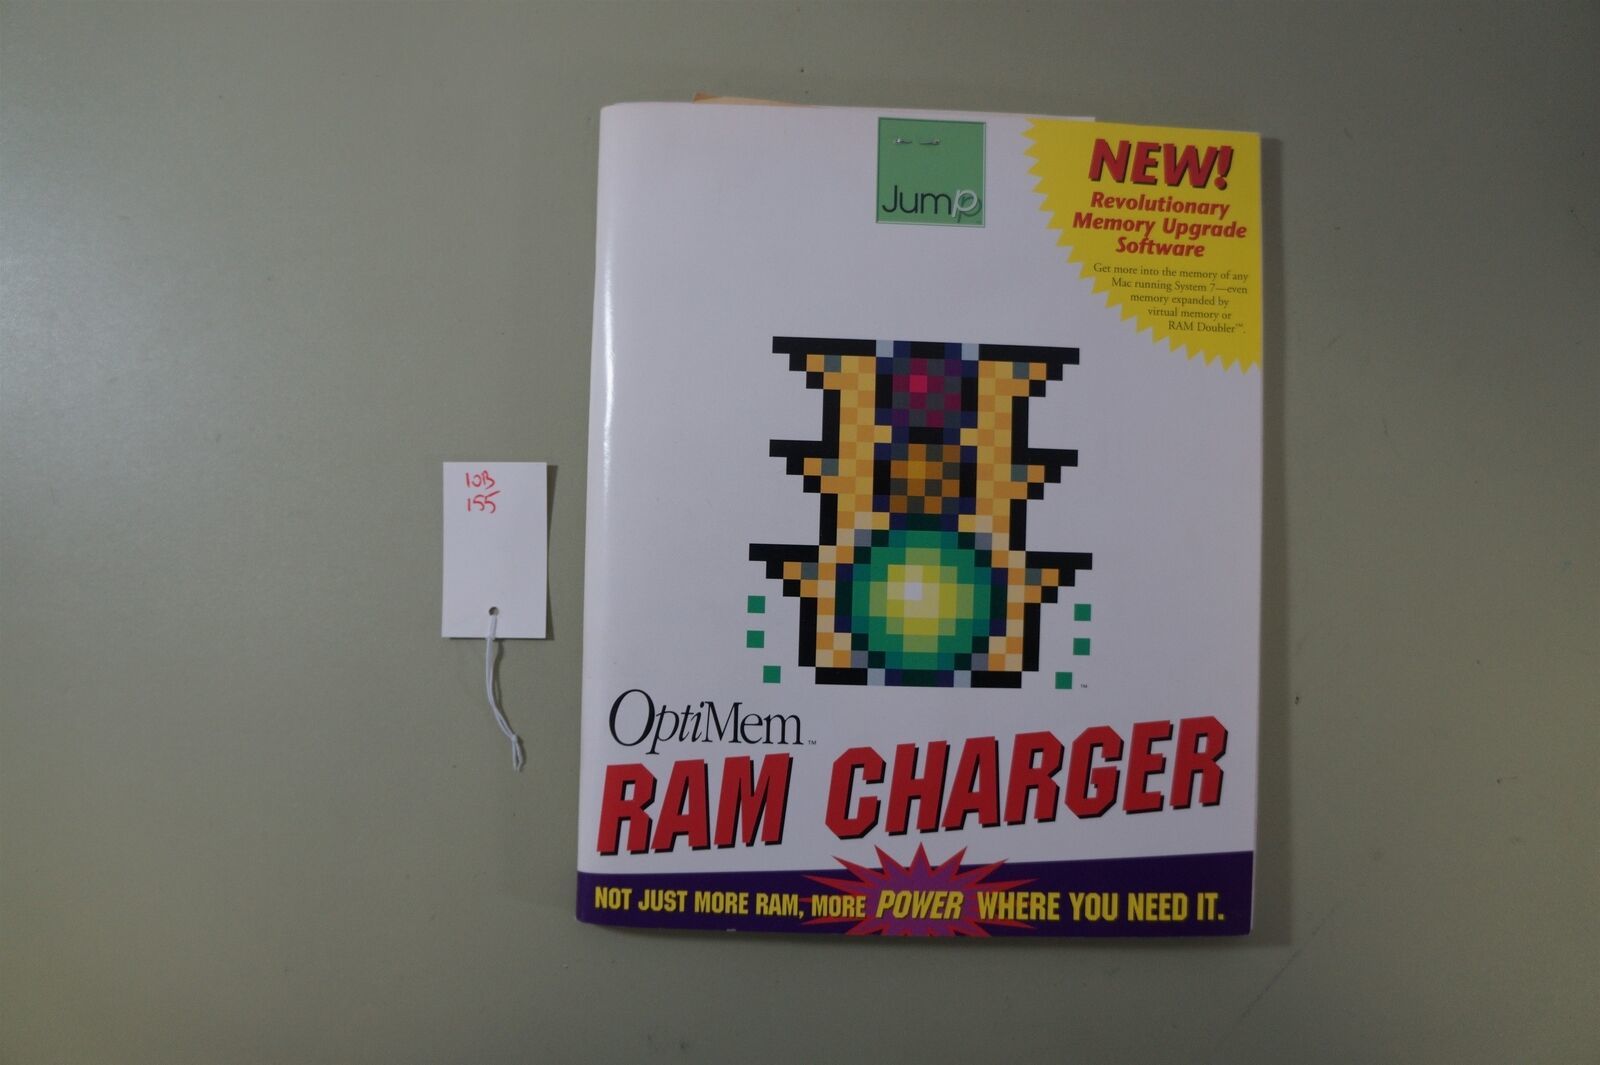 10B
155
Jump
NEW!
Revolutionary
Memory Upgrade
Software
Get more into the memory of any
Mac running System 7—even
memory expanded by
virtual memory or
RAM Doubler™.
™
OptiMem™
RAM CHARGER
NOT JUST MORE RAM, MORE POWER WHERE YOU NEED IT.